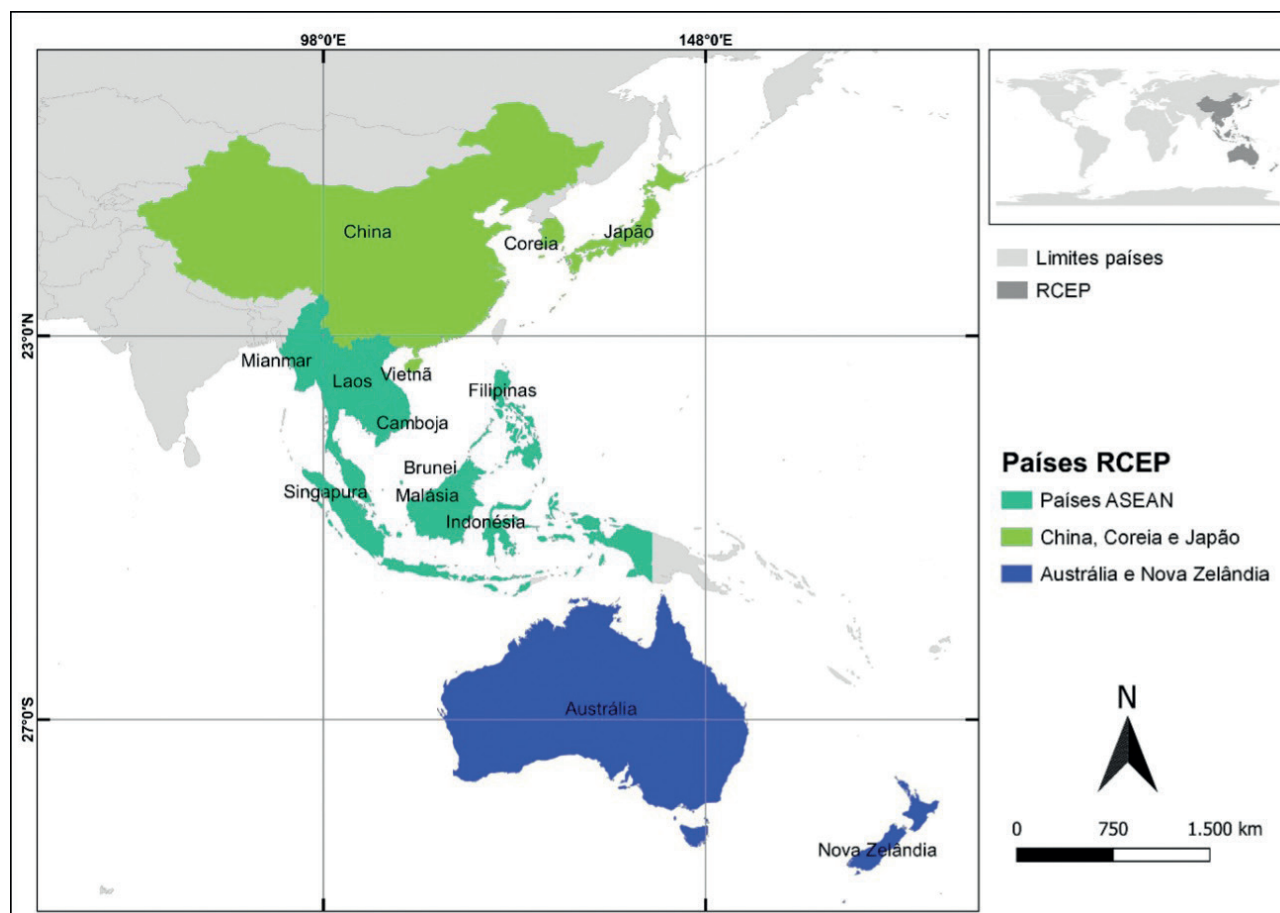 98°0'E
148°0'E
23°0'N
27°0'S
China
Coreia
Japão
Mianmar
Laos
Vietnã
Filipinas
Camboja
Brunei
Singapura
Malásia
Indonésia
Austrália
Nova Zelândia
Limites países
RCEP
Países RCEP
Países ASEAN
China, Coreia e Japão
Austrália e Nova Zelândia
N
0 750 1.500 km